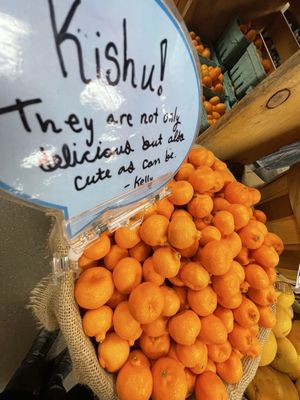 Kishu!
They are not only
delicious but also
cute as can be.
- Kelly